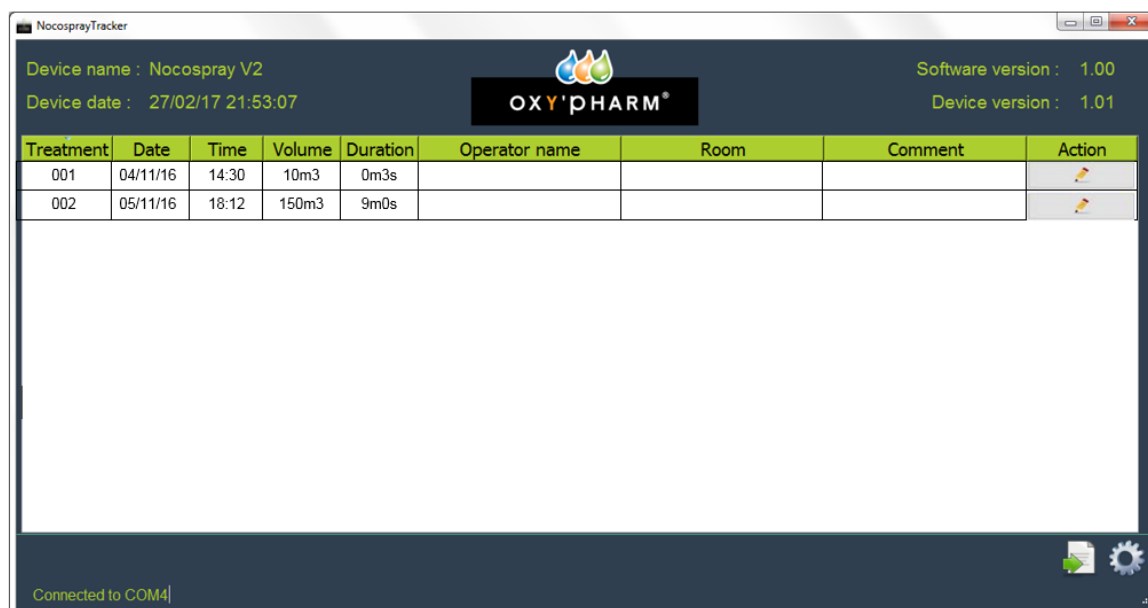 NocosprayTracker
Device name : Nocospray V2
Software version : 1.00
OXY'PHARM®
Device date : 27/02/17 21:53:07
Device version : 1.01
Treatment Date Time Volume Duration Operator name Room Comment Action
001 04/11/16 14:30 10m3 0m3s
002 05/11/16 18:12 150m3 9m0s
Connected to COM4